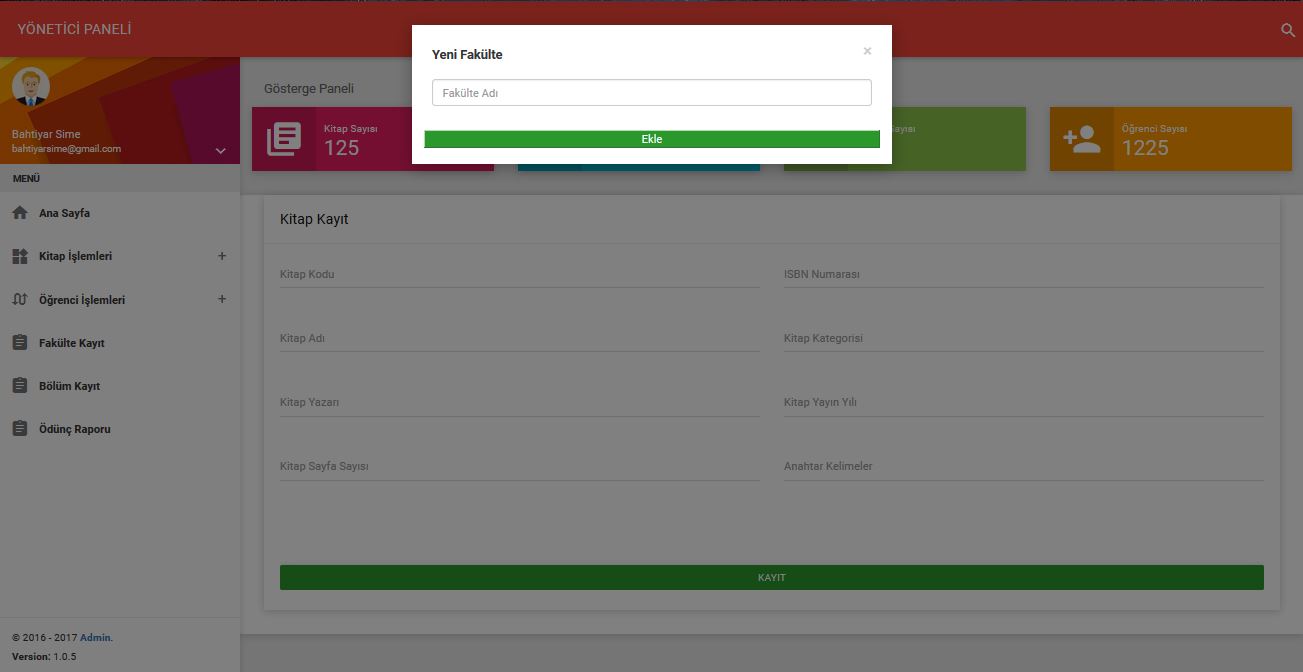 YÖNETİCİ PANELİ
Yeni Fakülte
×
Fakülte Adı
Ekle
Bahtiyar Sime
bahtiyarsime@gmail.com
MENÜ
Ana Sayfa
Kitap İşlemleri +
Öğrenci İşlemleri +
Fakülte Kayıt
Bölüm Kayıt
Ödünç Raporu
© 2016 - 2017 Admin.
Version: 1.0.5
Gösterge Paneli
Kitap Sayısı
125
Öğrenci Sayısı
1225
Kitap Kayıt
Kitap Kodu
ISBN Numarası
Kitap Adı
Kitap Kategorisi
Kitap Yazarı
Kitap Yayın Yılı
Kitap Sayfa Sayısı
Anahtar Kelimeler
KAYIT